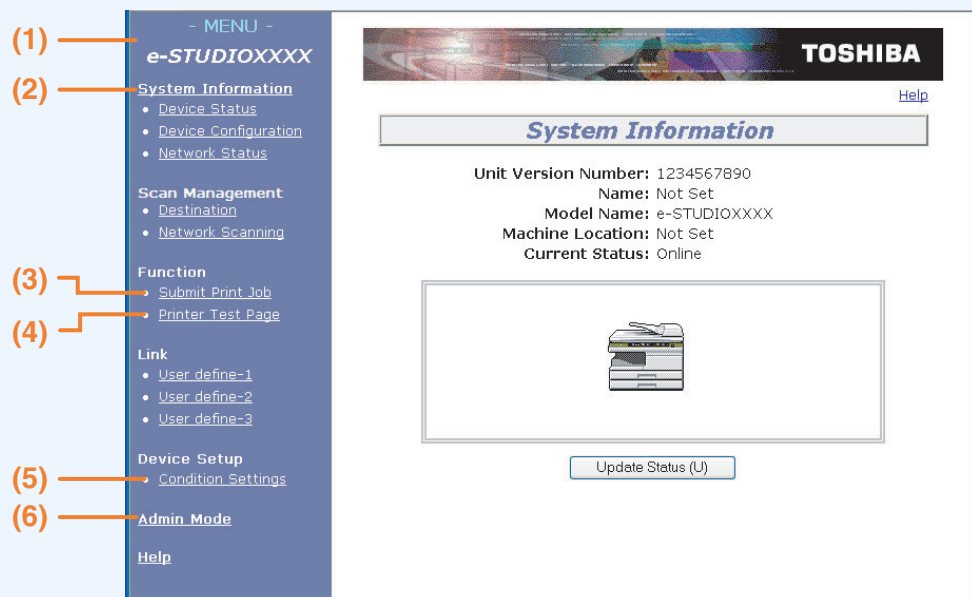 (1)
- MENU -
e-STUDIOXXXX
(2)
System Information
• Device Status
• Device Configuration
• Network Status
Scan Management
• Destination
• Network Scanning
Function
(3)
• Submit Print Job
(4)
• Printer Test Page
Link
• User define-1
• User define-2
• User define-3
Device Setup
(5)
• Condition Settings
(6)
Admin Mode
Help
TOSHIBA
Help
System Information
Unit Version Number: 1234567890
Name: Not Set
Model Name: e-STUDIOXXXX
Machine Location: Not Set
Current Status: Online
Update Status (U)